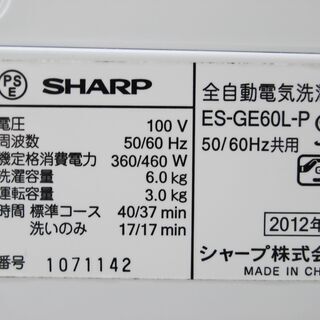 PS E SHARP 全自動電気洗濯
電圧 100 V ES-GE60L-P
周波数 50/60 Hz 50/60Hz共用
機定格消費電力 360/460 W
洗濯容量 6.0 kg
運転容量 3.0 kg
時間 標準コース 40/37 min
洗いのみ 17/17 min 2012年
番号 1071142 シャープ株式会
MADE IN CH